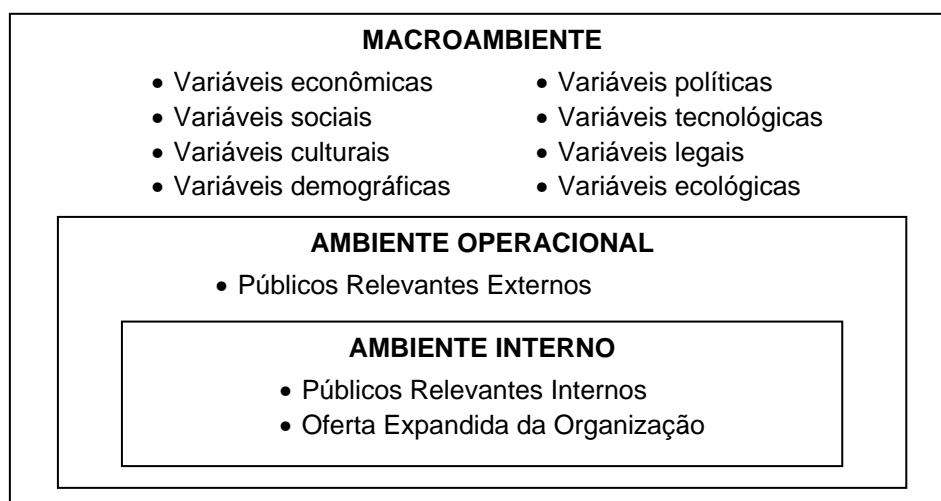 MACROAMBIENTE
• Variáveis econômicas
• Variáveis sociais
• Variáveis culturais
• Variáveis demográficas
• Variáveis políticas
• Variáveis tecnológicas
• Variáveis legais
• Variáveis ecológicas
AMBIENTE OPERACIONAL
• Públicos Relevantes Externos
AMBIENTE INTERNO
• Públicos Relevantes Internos
• Oferta Expandida da Organização